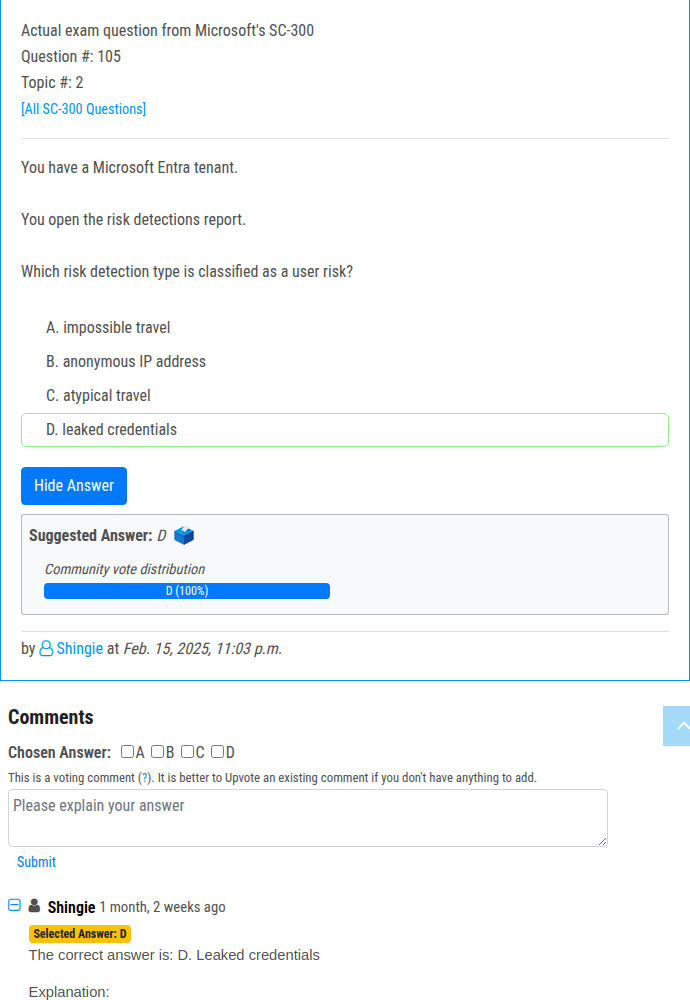 Actual exam question from Microsoft's SC-300
Question #: 105
Topic #: 2
[All SC-300 Questions]
You have a Microsoft Entra tenant.
You open the risk detections report.
Which risk detection type is classified as a user risk?
A. impossible travel
B. anonymous IP address
C. atypical travel
D. leaked credentials
Hide Answer
Suggested Answer: D
Community vote distribution
D (100%)
by Shingie at Feb. 15, 2025, 11:03 p.m.
Comments
Chosen Answer: A B C D
This is a voting comment (?). It is better to Upvote an existing comment if you don't have anything to add.
Please explain your answer
Submit
Shingie 1 month, 2 weeks ago
Selected Answer: D
The correct answer is: D. Leaked credentials
Explanation: